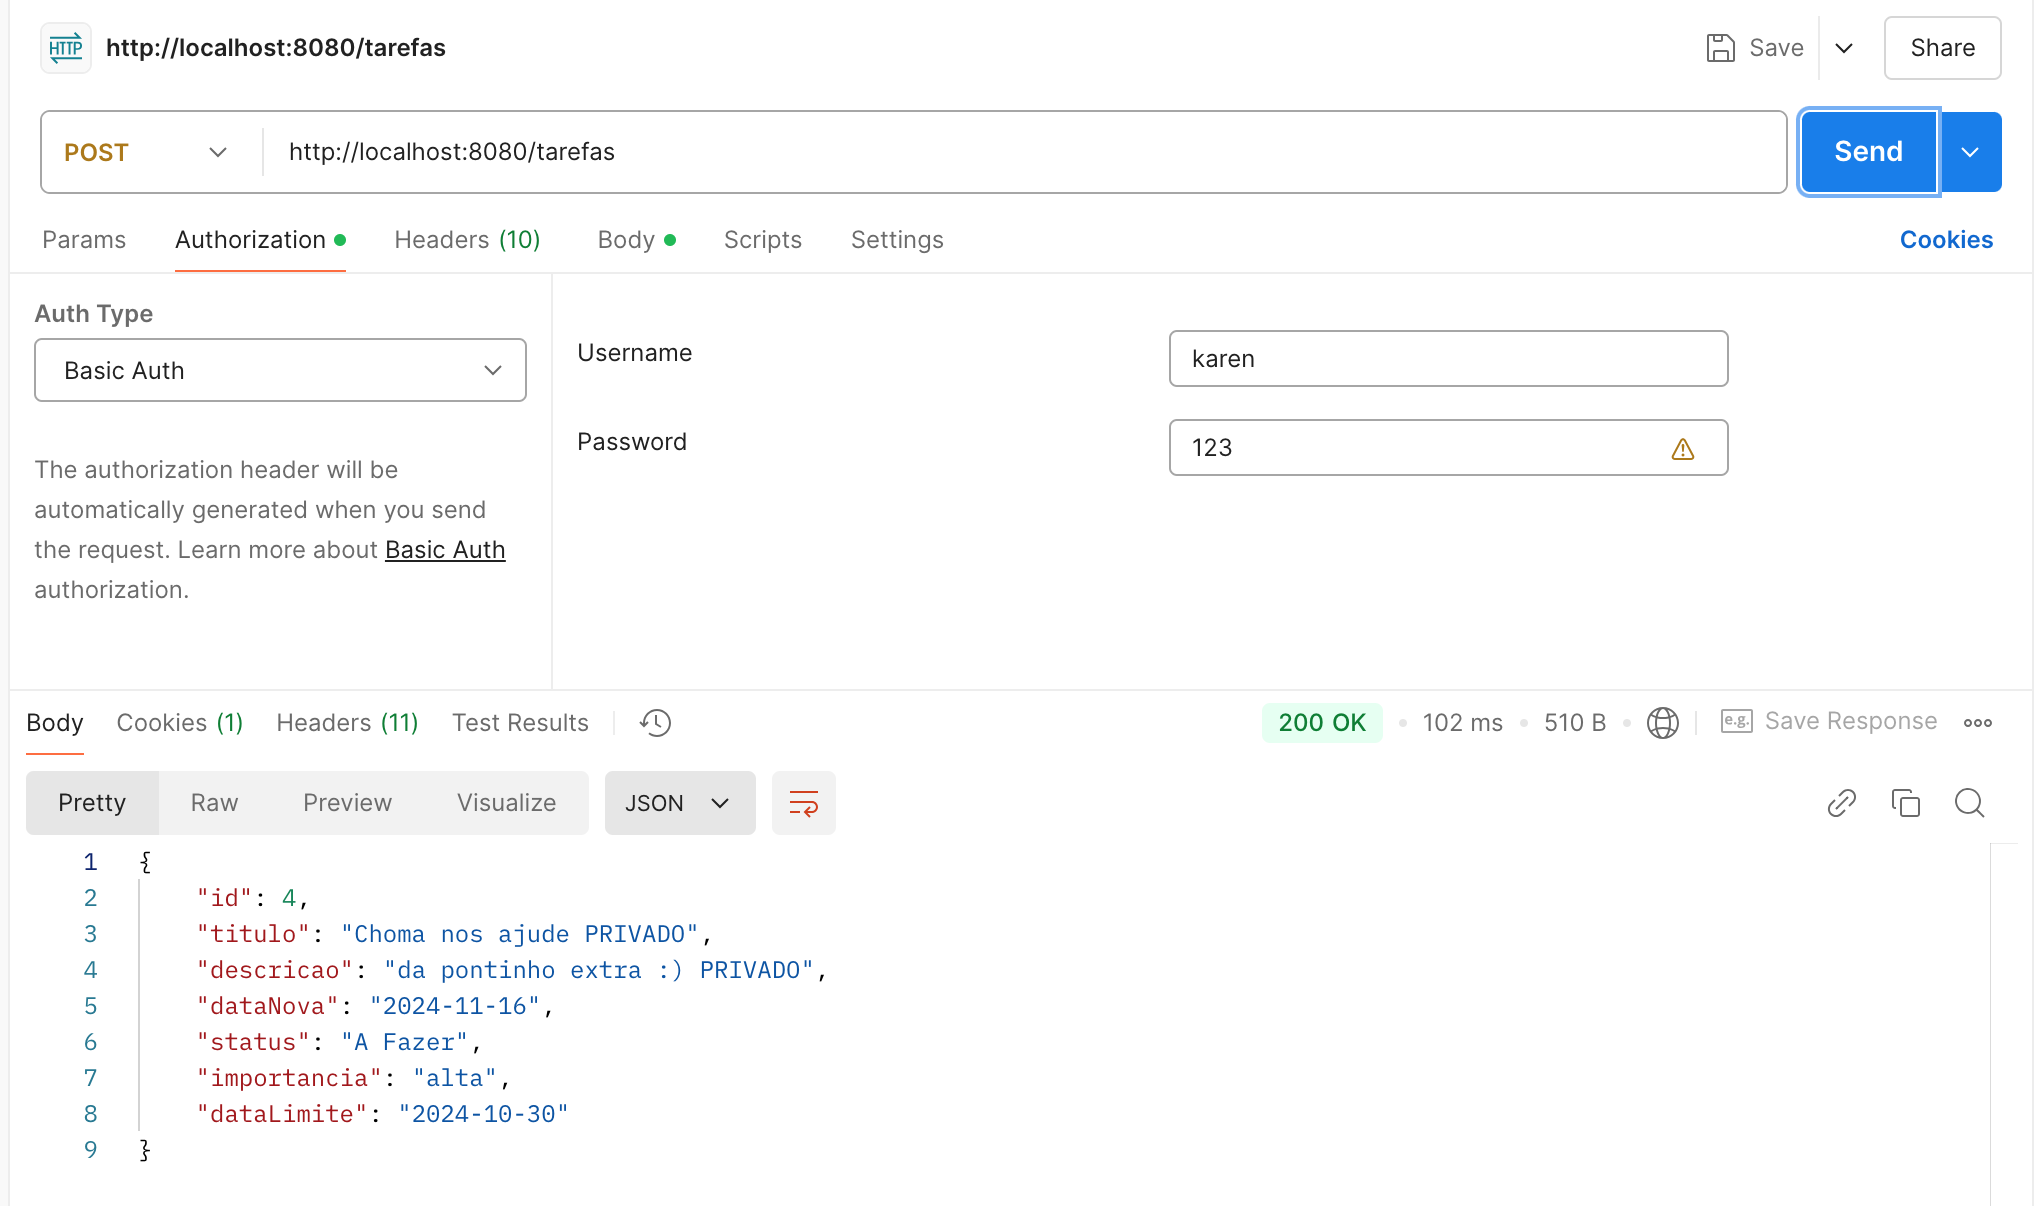 HTTP http://localhost:8080/tarefas Save Share
POST http://localhost:8080/tarefas Send
Params Authorization Headers (10) Body Scripts Settings Cookies
Auth Type
Basic Auth
The authorization header will be
automatically generated when you send
the request. Learn more about Basic Auth
authorization.
Username karen
Password 123
Body Cookies (1) Headers (11) Test Results 200 OK 102 ms 510 B e.g. Save Response
Pretty Raw Preview Visualize JSON
1 {
2 "id": 4,
3 "titulo": "Choma nos ajude PRIVADO",
4 "descricao": "da pontinho extra :) PRIVADO",
5 "dataNova": "2024-11-16",
6 "status": "A Fazer",
7 "importancia": "alta",
8 "dataLimite": "2024-10-30"
9 }